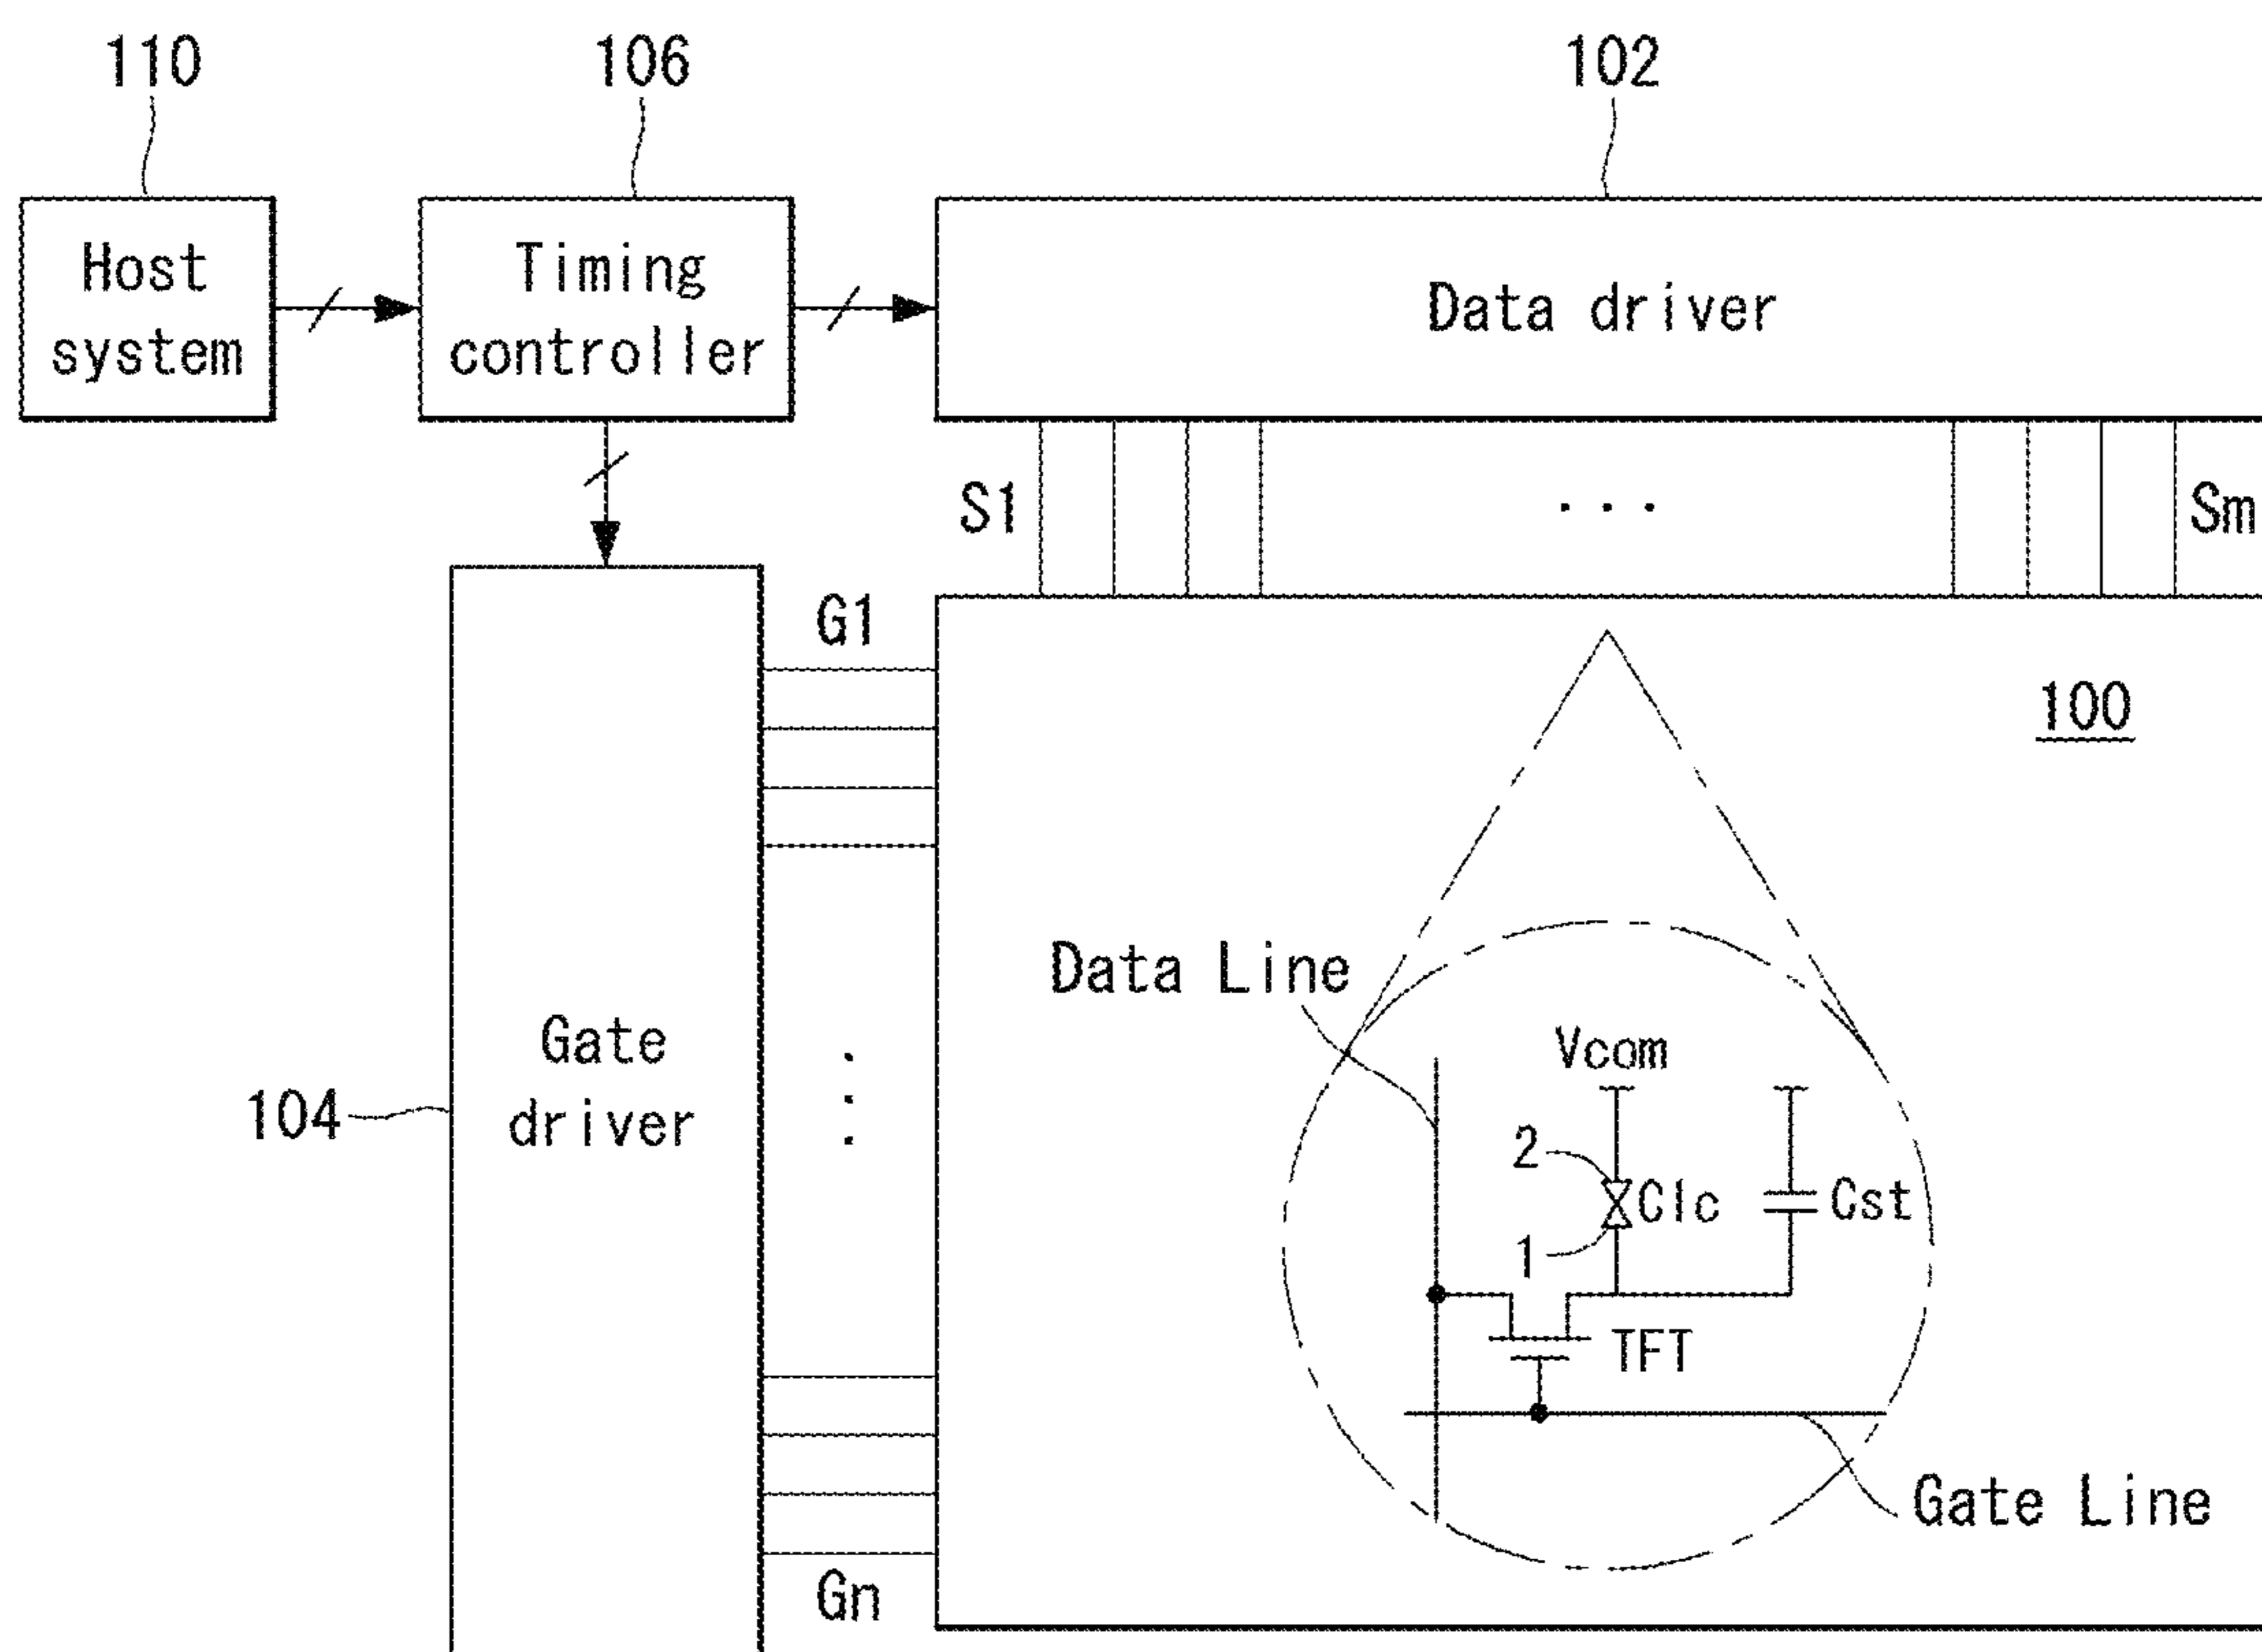 110
106
102
Host
system
Timing
controller
Data driver
S1
. . .
Sm
G1
100
Data Line
Gate
driver
104
Vcom
2
Clc
Cst
1
TFT
Gate Line
Gn